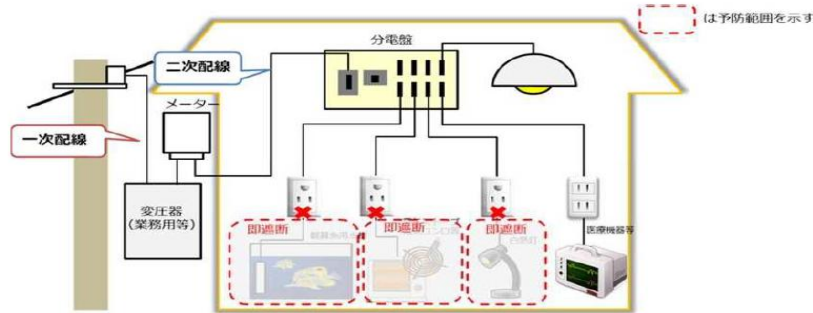 は予防範囲を示す
分電盤
二次配線
メーター
一次配線
変圧器
(業務用等)
即遮断
即遮断
即遮断
医療機器等